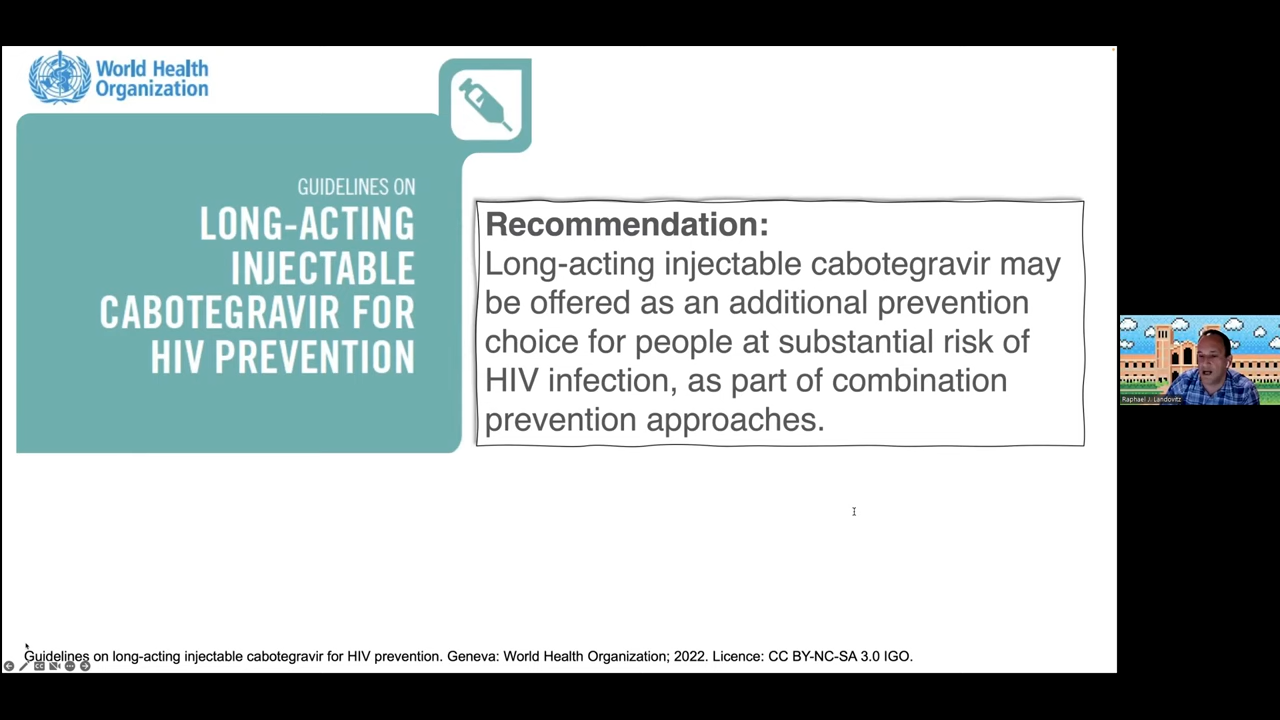 World Health
Organization
GUIDELINES ON
LONG-ACTING
INJECTABLE
CABOTEGRAVIR FOR
HIV PREVENTION
Recommendation:
Long-acting injectable cabotegravir may
be offered as an additional prevention
choice for people at substantial risk of
HIV infection, as part of combination
prevention approaches.
Raphael J. Landovitz
Guidelines on long-acting injectable cabotegravir for HIV prevention. Geneva: World Health Organization; 2022. Licence: CC BY-NC-SA 3.0 IGO.